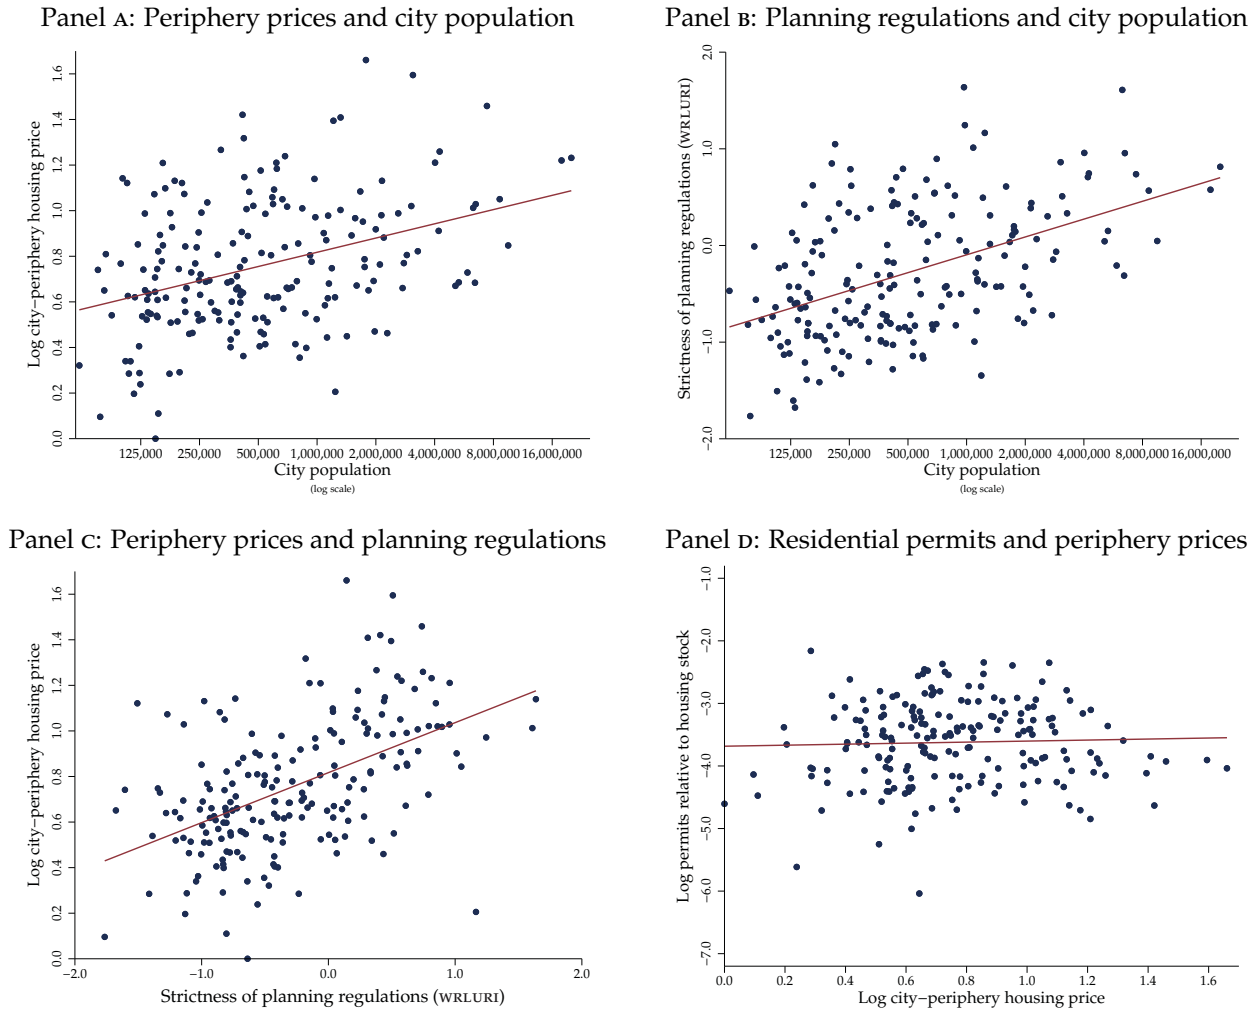 Panel A: Periphery prices and city population
Log city–periphery housing price
1.6
1.4
1.2
1.0
0.8
0.6
0.4
0.2
0.0
125,000 250,000 500,000 1,000,000 2,000,000 4,000,000 8,000,000 16,000,000
City population
(log scale)
Panel B: Planning regulations and city population
Strictness of planning regulations (WRLURI)
2.0
1.0
0.0
−1.0
−2.0
125,000 250,000 500,000 1,000,000 2,000,000 4,000,000 8,000,000 16,000,000
City population
(log scale)
Panel C: Periphery prices and planning regulations
Log city–periphery housing price
1.6
1.4
1.2
1.0
0.8
0.6
0.4
0.2
0.0
−2.0 −1.0 0.0 1.0 2.0
Strictness of planning regulations (WRLURI)
Panel D: Residential permits and periphery prices
Log permits relative to housing stock
−1.0
−2.0
−3.0
−4.0
−5.0
−6.0
−7.0
0.0 0.2 0.4 0.6 0.8 1.0 1.2 1.4 1.6
Log city–periphery housing price